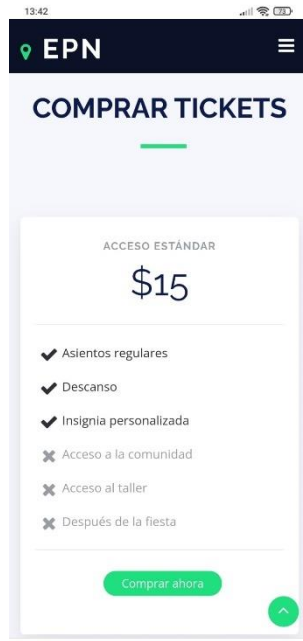 13:42
73
EPN
COMPRAR TICKETS
ACCESO ESTÁNDAR
$15
Asientos regulares
Descanso
Insignia personalizada
Acceso a la comunidad
Acceso al taller
Después de la fiesta
Comprar ahora